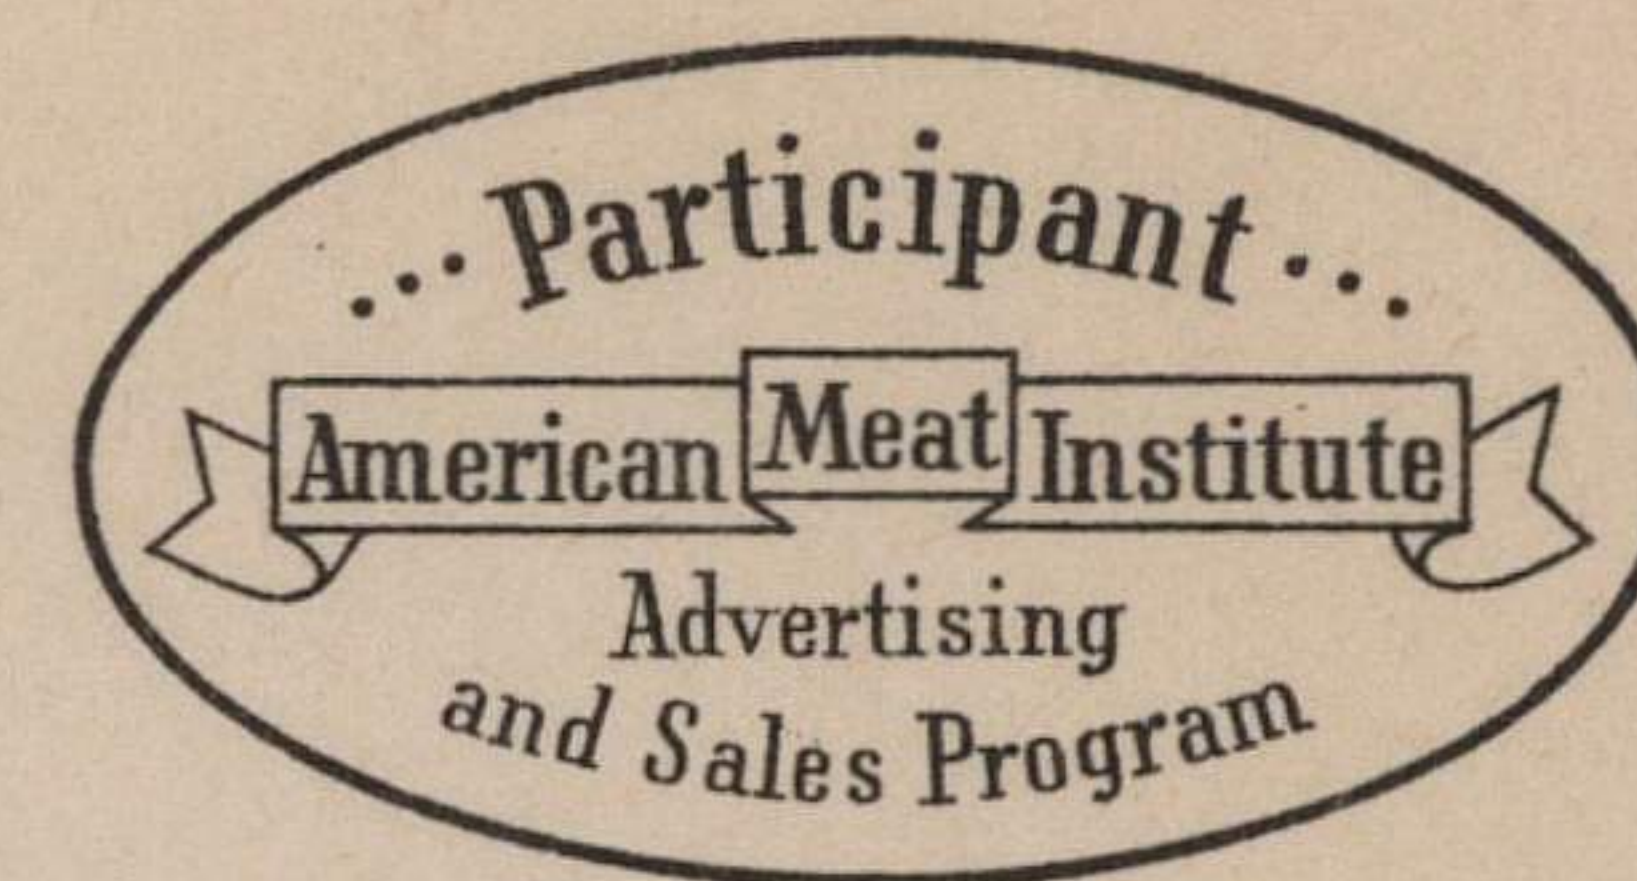 ...Participant...
American Meat Institute
Advertising
and Sales Program